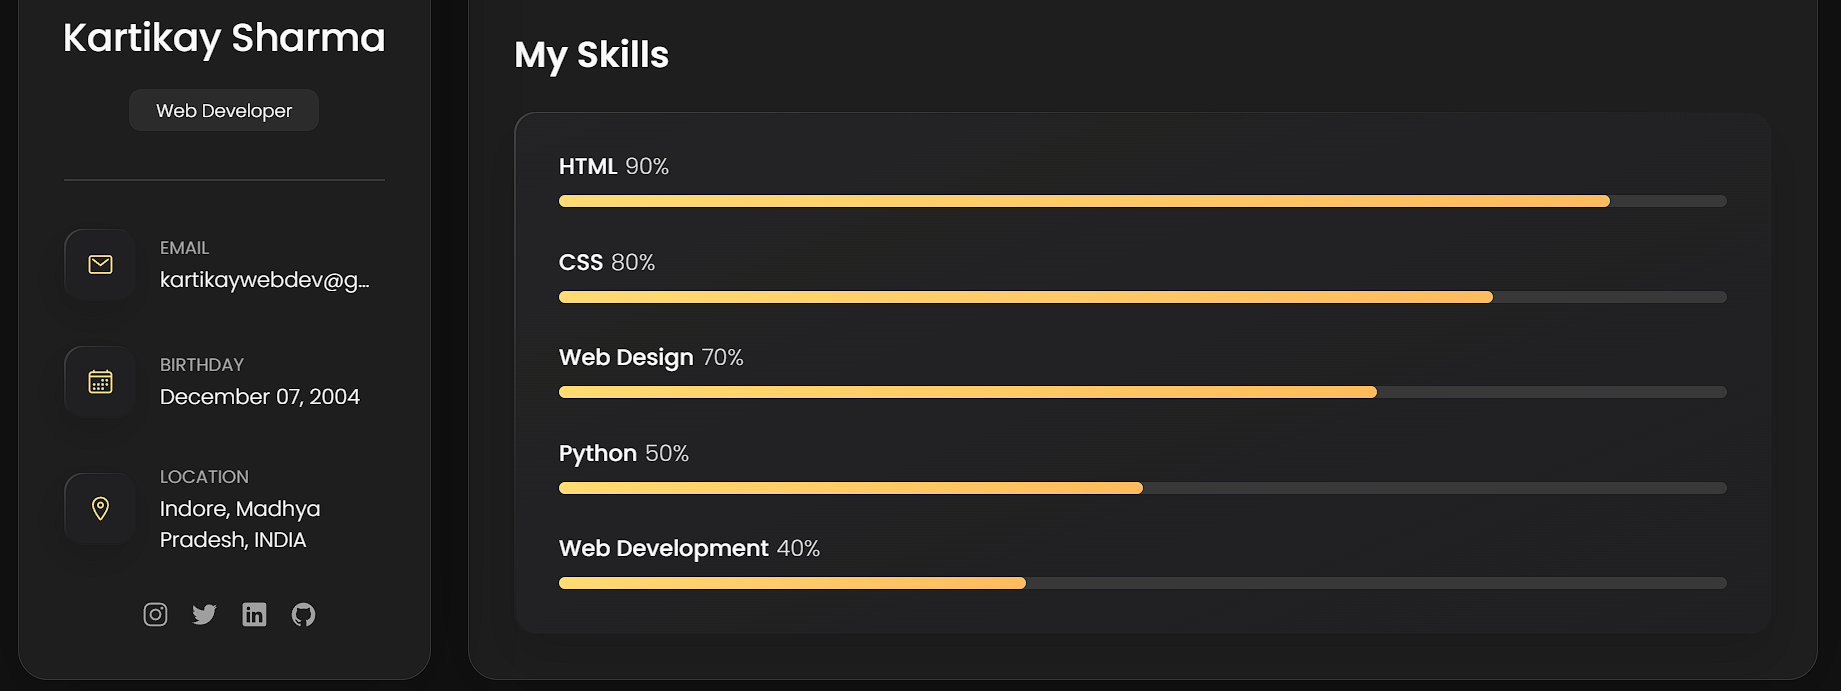 Kartikay Sharma
Web Developer
EMAIL
kartikaywebdev@g...
BIRTHDAY
December 07, 2004
LOCATION
Indore, Madhya
Pradesh, INDIA
My Skills
HTML 90%
CSS 80%
Web Design 70%
Python 50%
Web Development 40%